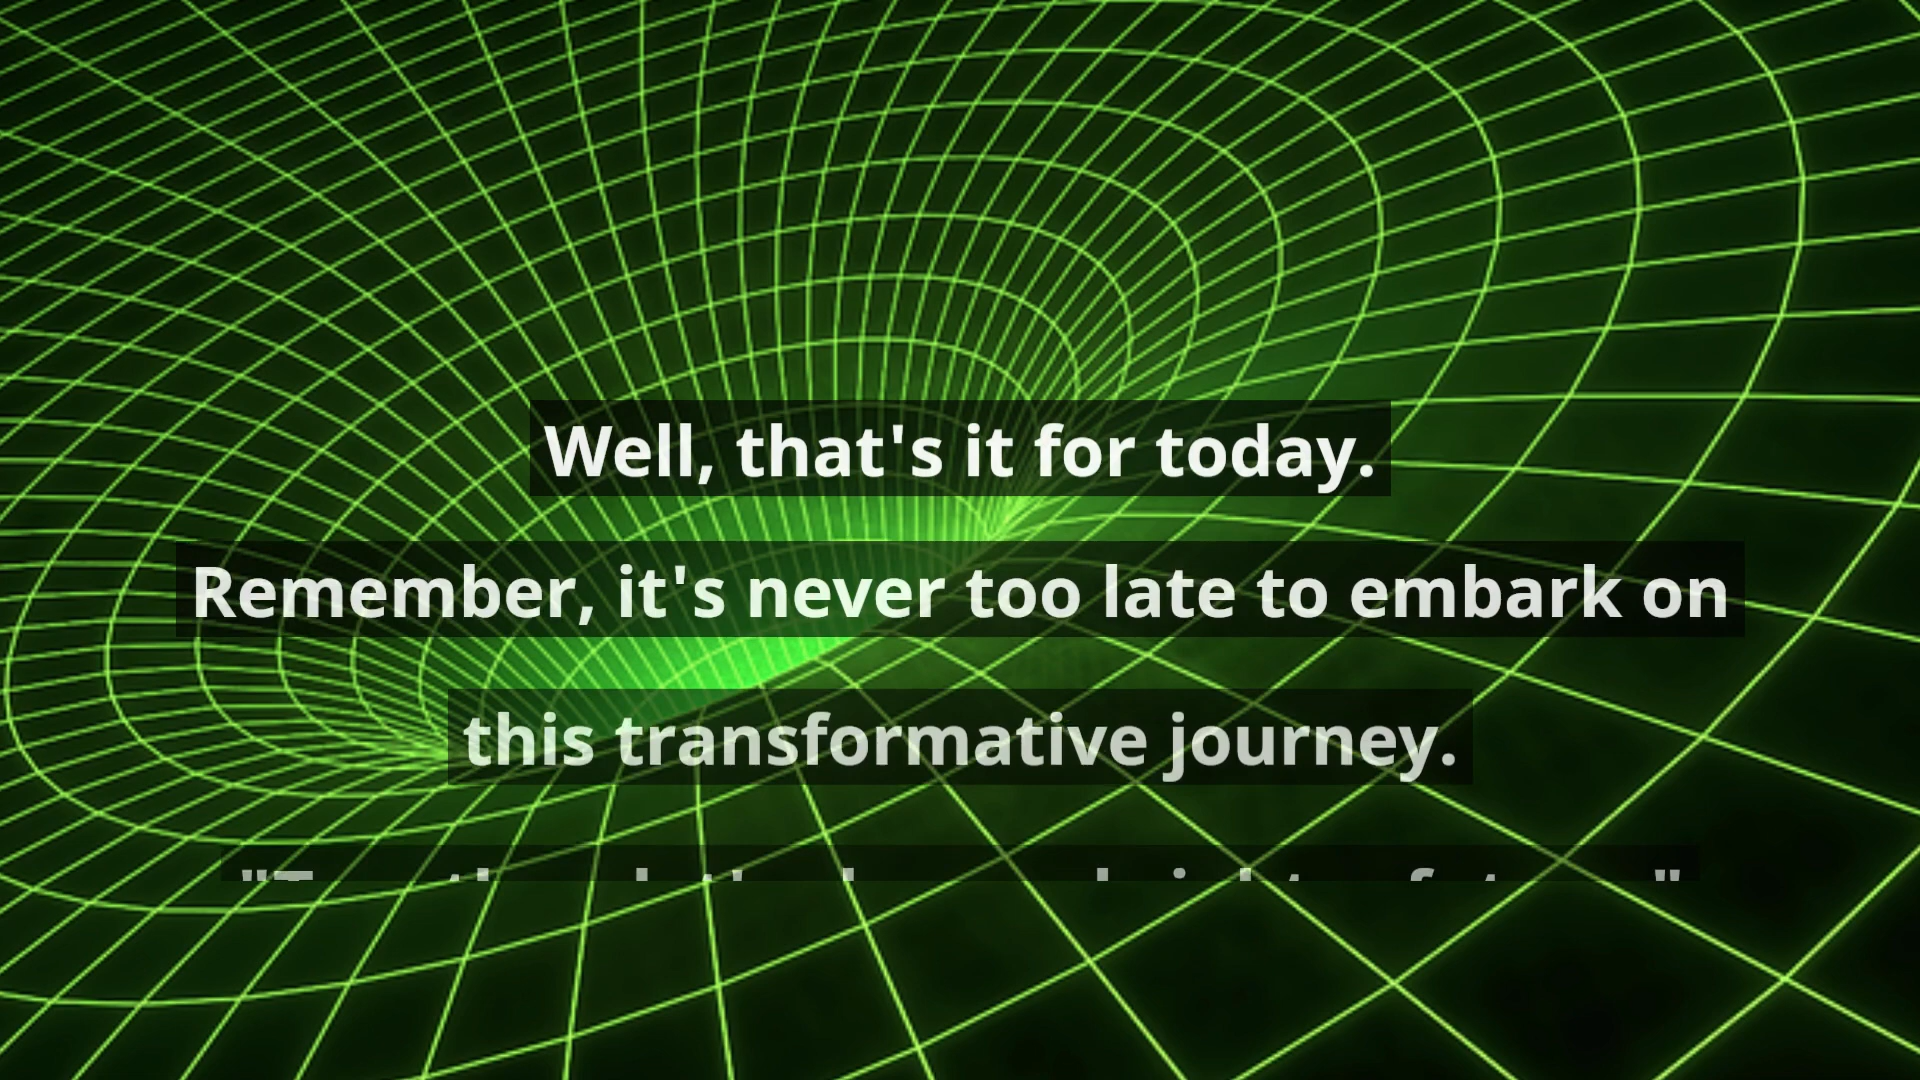 Well, that's it for today.
Remember, it's never too late to embark on
this transformative journey.